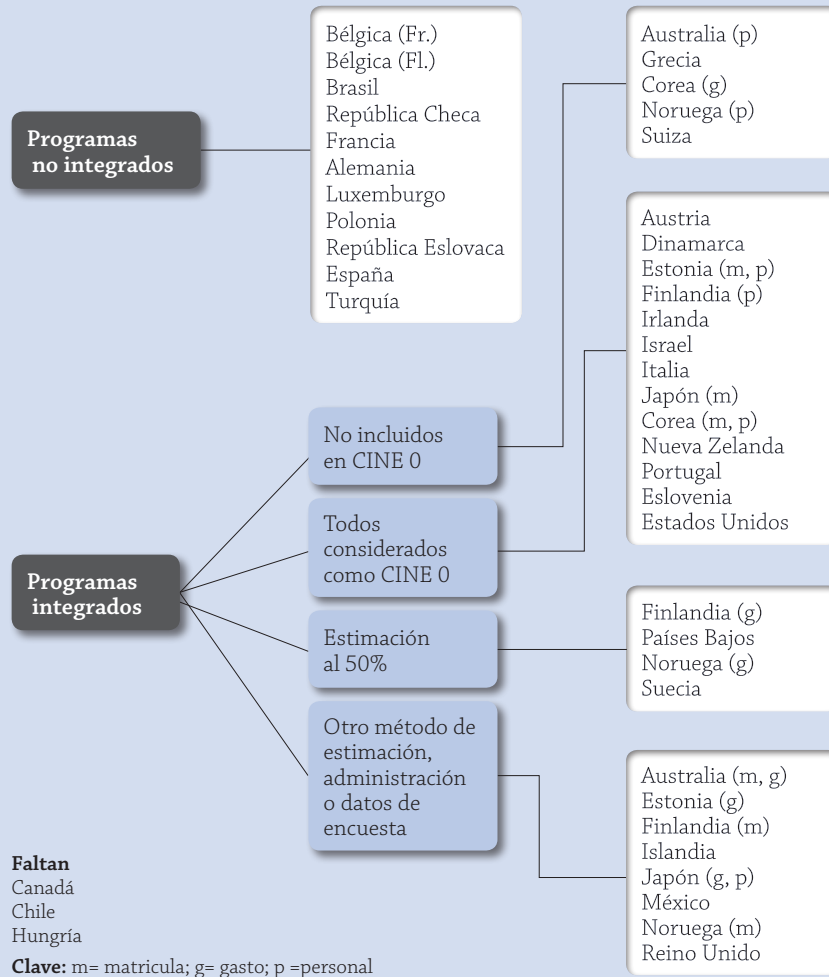 Programas
no integrados
Bélgica (Fr.)
Bélgica (Fl.)
Brasil
República Checa
Francia
Alemania
Luxemburgo
Polonia
República Eslovaca
España
Turquía
Programas
integrados
No incluidos
en CINE 0
Australia (p)
Grecia
Corea (g)
Noruega (p)
Suiza
Todos
considerados
como CINE 0
Austria
Dinamarca
Estonia (m, p)
Finlandia (p)
Irlanda
Israel
Italia
Japón (m)
Corea (m, p)
Nueva Zelanda
Portugal
Eslovenia
Estados Unidos
Estimación
al 50%
Finlandia (g)
Países Bajos
Noruega (g)
Suecia
Otro método de
estimación,
administración
o datos de
encuesta
Australia (m, g)
Estonia (g)
Finlandia (m)
Islandia
Japón (g, p)
México
Noruega (m)
Reino Unido
Faltan
Canadá
Chile
Hungría
Clave: m= matricula; g= gasto; p =personal